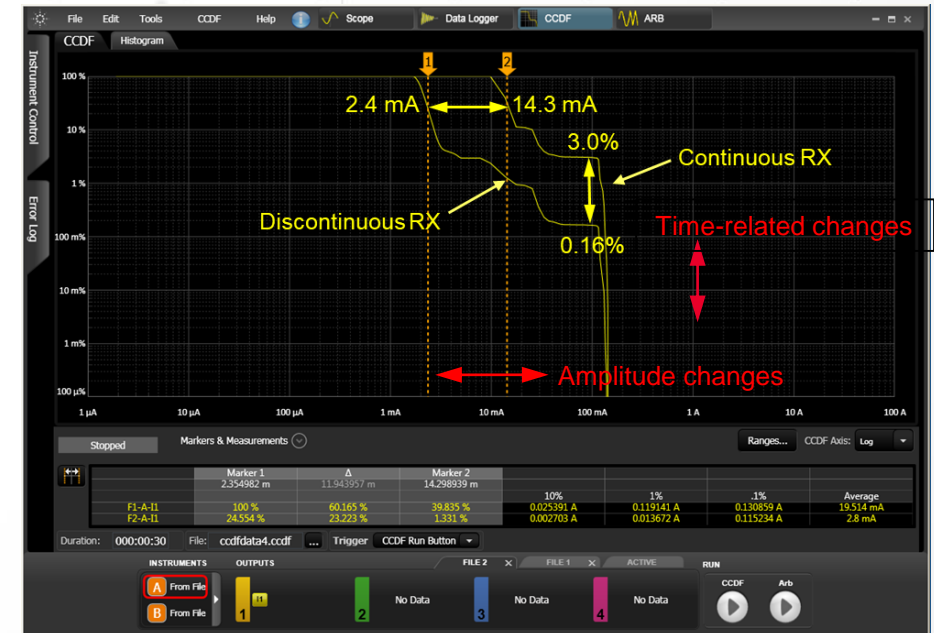 File Edit Tools CCDF Help i Scope Data Logger CCDF ARB
CCDF Histogram
Instrument Control
Error Log
1 2
100 %
10 %
1 %
100 m%
10 m%
1 m%
100 µ%
2.4 mA 14.3 mA
3.0%
Continuous RX
Discontinuous RX
0.16%
Time-related changes
Amplitude changes
1 µA 10 µA 100 µA 1 mA 10 mA 100 mA 1 A 10 A 100 A
Stopped Markers & Measurements Ranges... CCDF Axis: Log
Marker 1 Δ Marker 2
2.354982 m 11.943957 m 14.298939 m
10% 1% .1% Average
F1-A-I1 100 % 60.165 % 39.835 % 0.025391 A 0.119141 A 0.130859 A 19.514 mA
F2-A-I1 24.554 % 23.223 % 1.331 % 0.002703 A 0.013672 A 0.115234 A 2.8 mA
Duration: 000:00:30 File: ccdfdata4.ccdf ... Trigger CCDF Run Button
INSTRUMENTS OUTPUTS FILE 2 X FILE 1 X ACTIVE RUN
A From File
B From File
1 I1
2 No Data
3 No Data
4 No Data
CCDF Arb